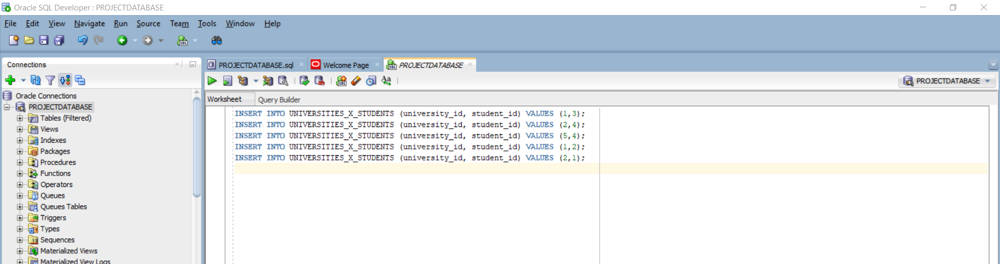 Oracle SQL Developer : PROJECTDATABASE
File Edit View Navigate Run Source Team Tools Window Help
Connections
Oracle Connections
PROJECTDATABASE
Tables (Filtered)
Views
Indexes
Packages
Procedures
Functions
Operators
Queues
Queues Tables
Triggers
Types
Sequences
Materialized Views
Materialized View Logs
PROJECTDATABASE.sql Welcome Page PROJECTDATABASE
PROJECTDATABASE
Worksheet Query Builder
INSERT INTO UNIVERSITIES_X_STUDENTS (university_id, student_id) VALUES (1,3);
INSERT INTO UNIVERSITIES_X_STUDENTS (university_id, student_id) VALUES (2,4);
INSERT INTO UNIVERSITIES_X_STUDENTS (university_id, student_id) VALUES (5,4);
INSERT INTO UNIVERSITIES_X_STUDENTS (university_id, student_id) VALUES (1,2);
INSERT INTO UNIVERSITIES_X_STUDENTS (university_id, student_id) VALUES (2,1);